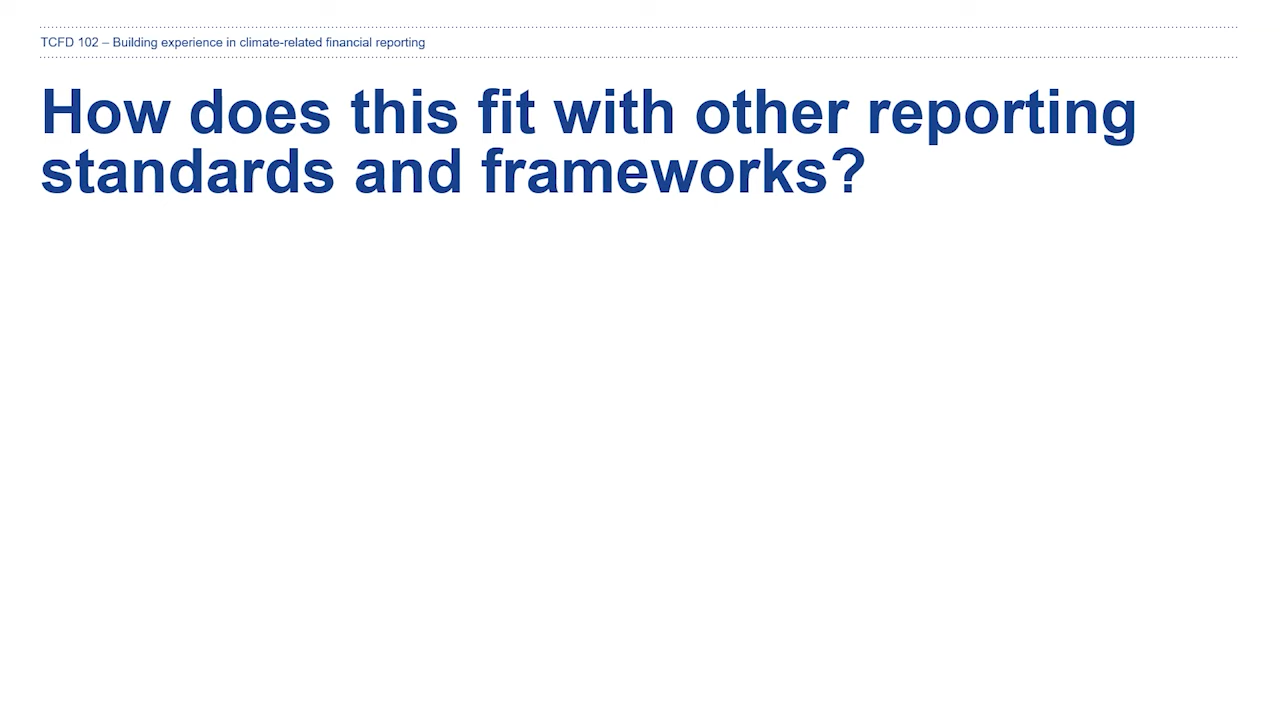 TCFD 102 – Building experience in climate-related financial reporting
How does this fit with other reporting
standards and frameworks?